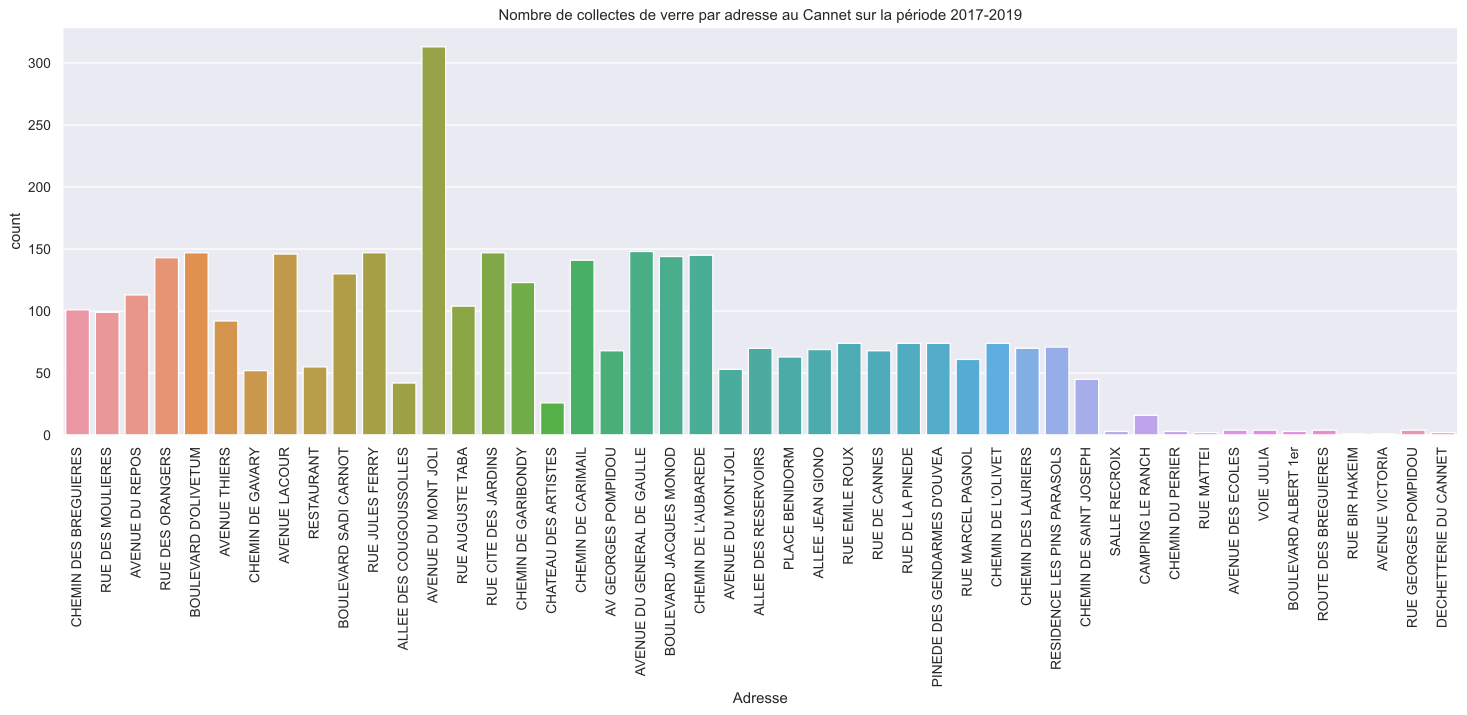 Nombre de collectes de verre par adresse au Cannet sur la période 2017-2019
count
300
250
200
150
100
50
0
CHEMIN DES BREGUIERES
RUE DES MOULIERES
AVENUE DU REPOS
RUE DES ORANGERS
BOULEVARD D'OLIVETUM
AVENUE THIERS
CHEMIN DE GAVARY
AVENUE LACOUR
RESTAURANT
BOULEVARD SADI CARNOT
RUE JULES FERRY
ALLEE DES COUGOUSSOLLES
AVENUE DU MONT JOLI
RUE AUGUSTE TABA
RUE CITE DES JARDINS
CHEMIN DE GARIBONDY
CHATEAU DES ARTISTES
CHEMIN DE CARIMAIL
AV GEORGES POMPIDOU
AVENUE DU GENERAL DE GAULLE
BOULEVARD JACQUES MONOD
CHEMIN DE L'AUBAREDE
AVENUE DU MONTJOLI
ALLEE DES RESERVOIRS
PLACE BENIDORM
ALLEE JEAN GIONO
RUE EMILE ROUX
RUE DE CANNES
RUE DE LA PINEDE
PINEDE DES GENDARMES D'OUVEA
RUE MARCEL PAGNOL
CHEMIN DE L'OLIVET
CHEMIN DES LAURIERS
RESIDENCE LES PINS PARASOLS
CHEMIN DE SAINT JOSEPH
SALLE RECROIX
CAMPING LE RANCH
CHEMIN DU PERIER
RUE MATTEI
AVENUE DES ECOLES
VOIE JULIA
BOULEVARD ALBERT 1er
ROUTE DES BREGUIERES
RUE BIR HAKEIM
AVENUE VICTORIA
RUE GEORGES POMPIDOU
DECHETTERIE DU CANNET
Adresse